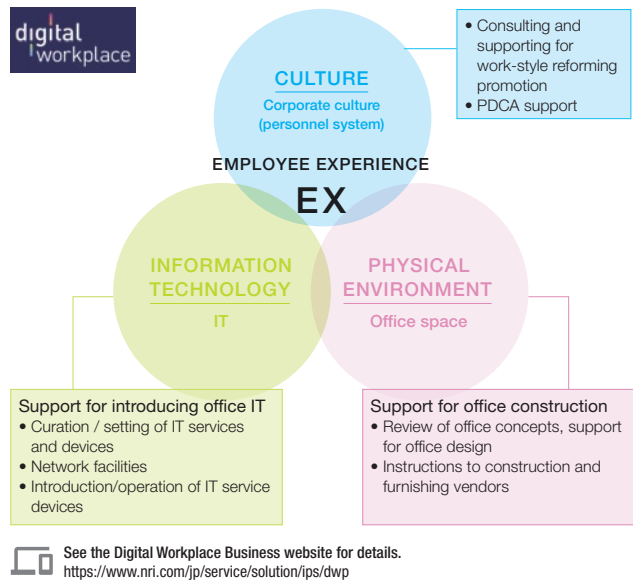 digital
workplace
CULTURE
Corporate culture
(personnel system)
• Consulting and
supporting for
work-style reforming
promotion
• PDCA support
EMPLOYEE EXPERIENCE
EX
INFORMATION
TECHNOLOGY
IT
PHYSICAL
ENVIRONMENT
Office space
Support for introducing office IT
• Curation / setting of IT services
and devices
• Network facilities
• Introduction/operation of IT service
devices
Support for office construction
• Review of office concepts, support
for office design
• Instructions to construction and
furnishing vendors
See the Digital Workplace Business website for details.
https://www.nri.com/jp/service/solution/ips/dwp